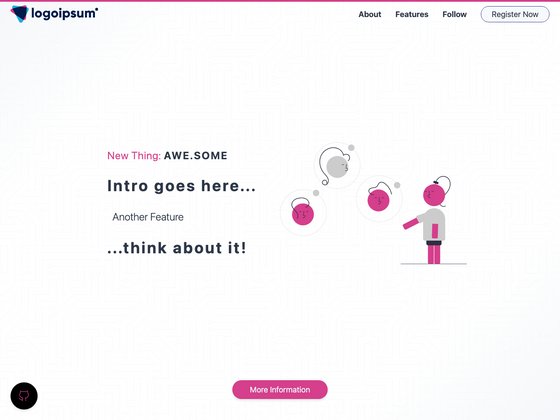 logoipsum
About Features Follow Register Now
New Thing: AWE.SOME
Intro goes here...
Another Feature
...think about it!
More Information